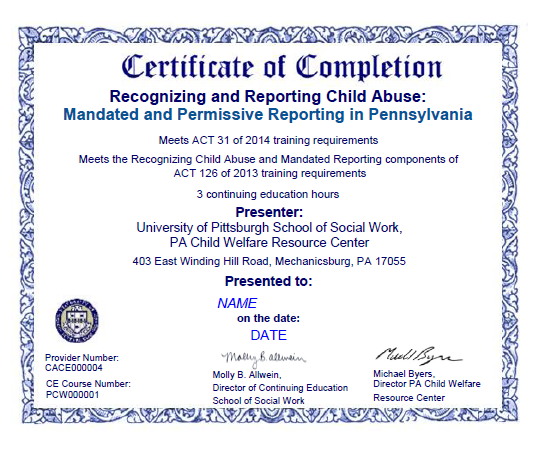 Certificate of Completion
Recognizing and Reporting Child Abuse:
Mandated and Permissive Reporting in Pennsylvania
Meets ACT 31 of 2014 training requirements
Meets the Recognizing Child Abuse and Mandated Reporting components of
ACT 126 of 2013 training requirements
3 continuing education hours
Presenter:
University of Pittsburgh School of Social Work,
PA Child Welfare Resource Center
403 East Winding Hill Road, Mechanicsburg, PA 17055
Presented to:
NAME
on the date:
DATE
Provider Number:
CACE000004
CE Course Number:
PCW000001
Molly B. Allwein
Molly B. Allwein,
Director of Continuing Education
School of Social Work
Michael Byers
Michael Byers,
Director PA Child Welfare
Resource Center